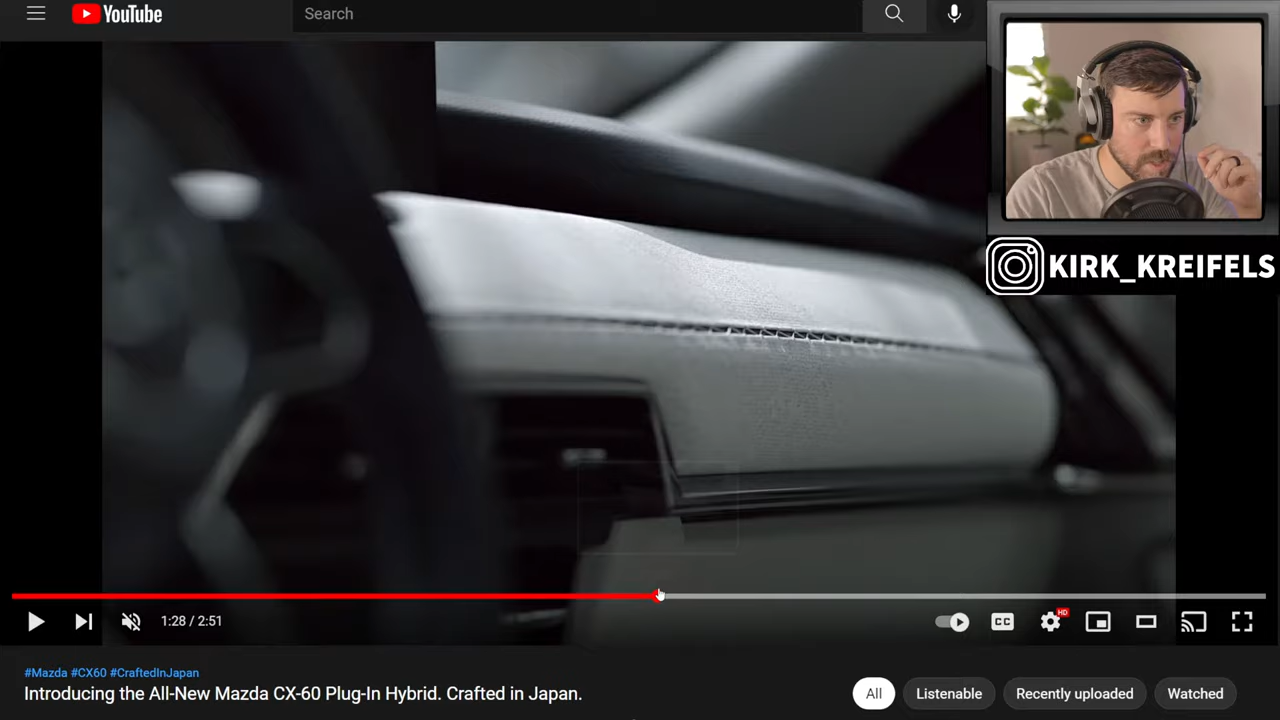 YouTube
Search
KIRK_KREIFELS
1:28 / 2:51
CC
HD
#Mazda #CX60 #CraftedInJapan
Introducing the All-New Mazda CX-60 Plug-In Hybrid. Crafted in Japan.
All
Listenable
Recently uploaded
Watched